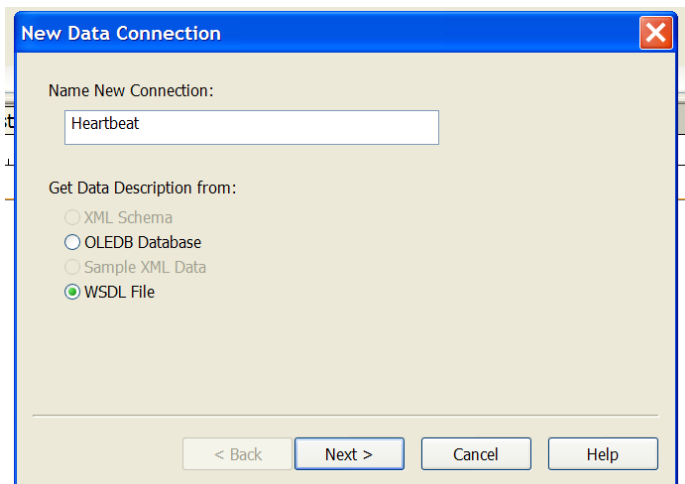 New Data Connection
Name New Connection:
st
Heartbeat
Get Data Description from:
XML Schema
OLEDB Database
Sample XML Data
WSDL File
< Back Next > Cancel Help